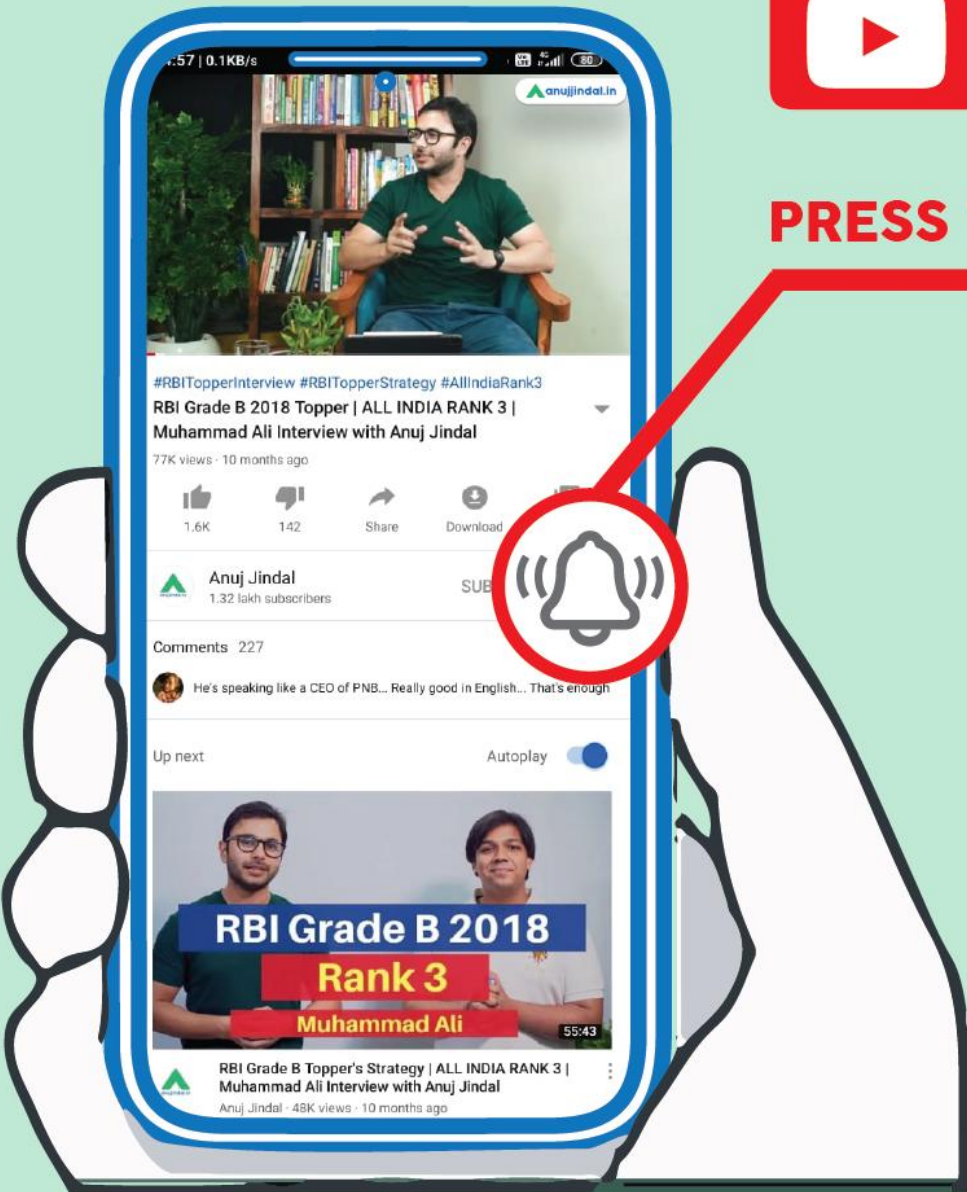 :57 | 0.1KB/s
Vo LTE 4G 80
anujjindal.in
PRESS
#RBITopperInterview #RBITopperStrategy #AllIndiaRank3
RBI Grade B 2018 Topper | ALL INDIA RANK 3 |
Muhammad Ali Interview with Anuj Jindal
77K views · 10 months ago
1.6K 142 Share Download
Anuj Jindal
1.32 lakh subscribers
SUB
Comments 227
He's speaking like a CEO of PNB... Really good in English... That's enough
Up next Autoplay
RBI Grade B 2018
Rank 3
Muhammad Ali
55:43
RBI Grade B Topper's Strategy | ALL INDIA RANK 3 |
Muhammad Ali Interview with Anuj Jindal
Anuj Jindal · 48K views · 10 months ago